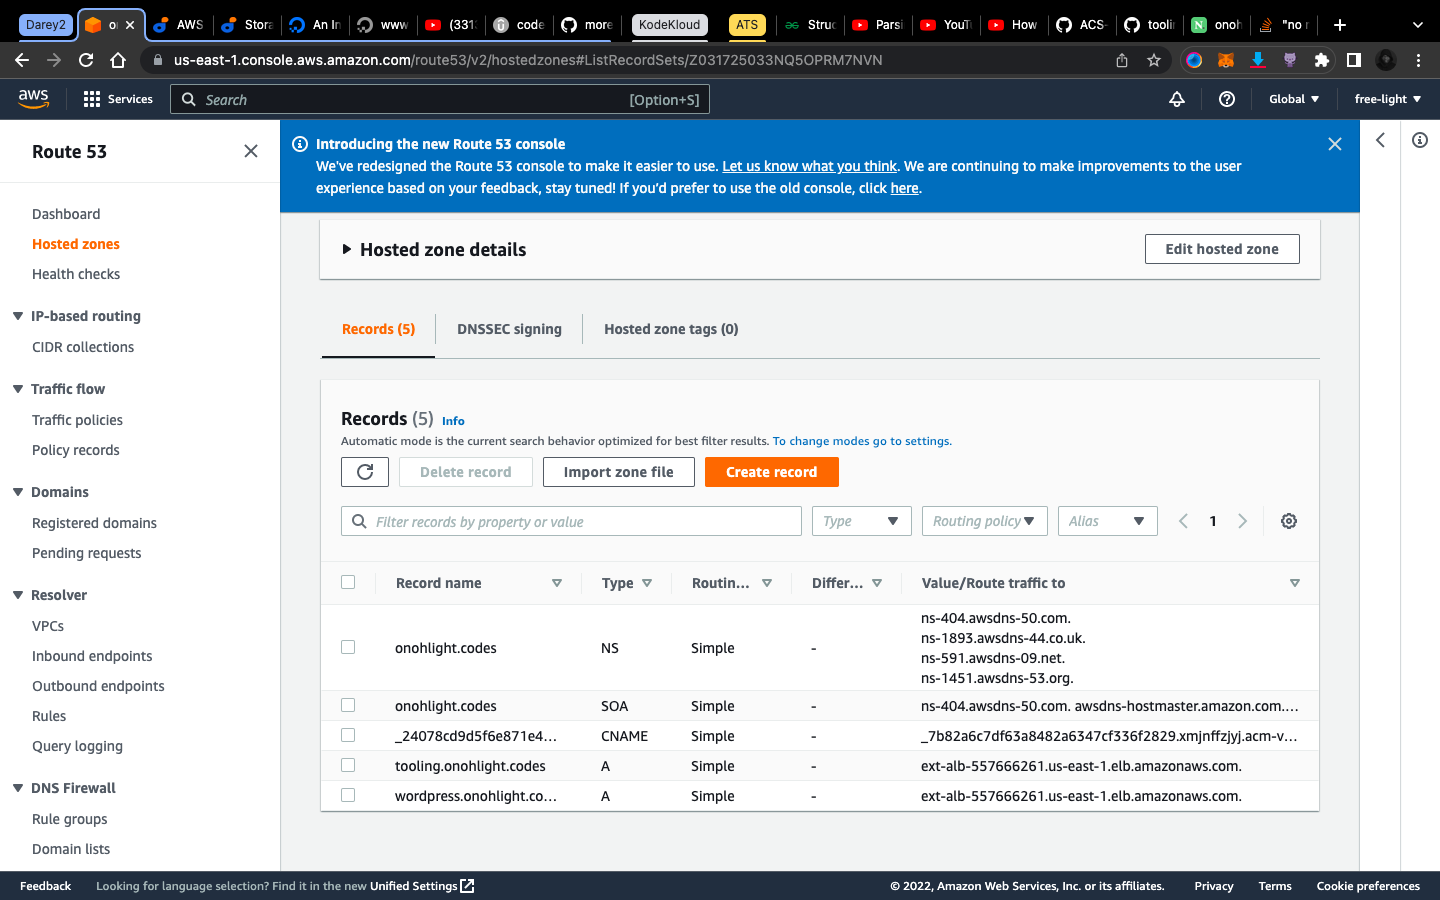 Darey2
o
AWS
Stora
An In
www
(331
code
more
KodeKloud
ATS
Struc
Parsi
YouTu
How
ACS-
toolin
onoh
"no r
us-east-1.console.aws.amazon.com/route53/v2/hostedzones#ListRecordSets/Z031725033NQ5OPRM7NVN
aws
Services
Search
[Option+S]
Global
free-light
Route 53
Dashboard
Hosted zones
Health checks
IP-based routing
CIDR collections
Traffic flow
Traffic policies
Policy records
Domains
Registered domains
Pending requests
Resolver
VPCs
Inbound endpoints
Outbound endpoints
Rules
Query logging
DNS Firewall
Rule groups
Domain lists
Introducing the new Route 53 console
We've redesigned the Route 53 console to make it easier to use. Let us know what you think. We are continuing to make improvements to the user
experience based on your feedback, stay tuned! If you'd prefer to use the old console, click here.
Hosted zone details
Edit hosted zone
Records (5)
DNSSEC signing
Hosted zone tags (0)
Records (5) Info
Automatic mode is the current search behavior optimized for best filter results. To change modes go to settings.
Delete record
Import zone file
Create record
Filter records by property or value
Type
Routing policy
Alias
1
Record name Type Routin... Differ... Value/Route traffic to
onohlight.codes NS Simple - ns-404.awsdns-50.com.
ns-1893.awsdns-44.co.uk.
ns-591.awsdns-09.net.
ns-1451.awsdns-53.org.
onohlight.codes SOA Simple - ns-404.awsdns-50.com. awsdns-hostmaster.amazon.com....
_24078cd9d5f6e871e4... CNAME Simple - _7b82a6c7df63a8482a6347cf336f2829.xmjnffzjyj.acm-v...
tooling.onohlight.codes A Simple - ext-alb-557666261.us-east-1.elb.amazonaws.com.
wordpress.onohlight.co... A Simple - ext-alb-557666261.us-east-1.elb.amazonaws.com.
Feedback
Looking for language selection? Find it in the new Unified Settings
© 2022, Amazon Web Services, Inc. or its affiliates.
Privacy
Terms
Cookie preferences